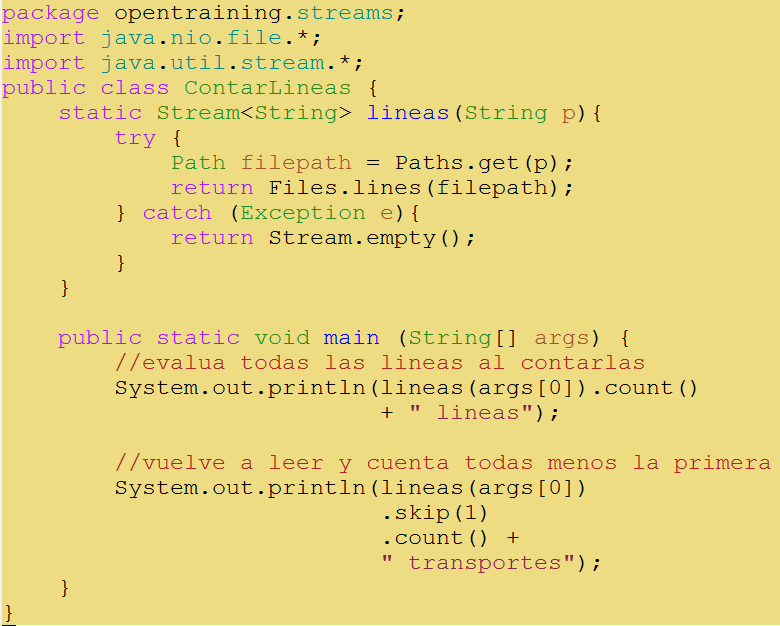 package opentraining.streams;
import java.nio.file.*;
import java.util.stream.*;
public class ContarLineas {
    static Stream<String> lineas(String p){
        try {
            Path filepath = Paths.get(p);
            return Files.lines(filepath);
        } catch (Exception e){
            return Stream.empty();
        }
    }

    public static void main (String[] args) {
        //evalua todas las lineas al contarlas
        System.out.println(lineas(args[0]).count()
                           + " lineas");

        //vuelve a leer y cuenta todas menos la primera
        System.out.println(lineas(args[0])
                           .skip(1)
                           .count() +
                           " transportes");
    }
}